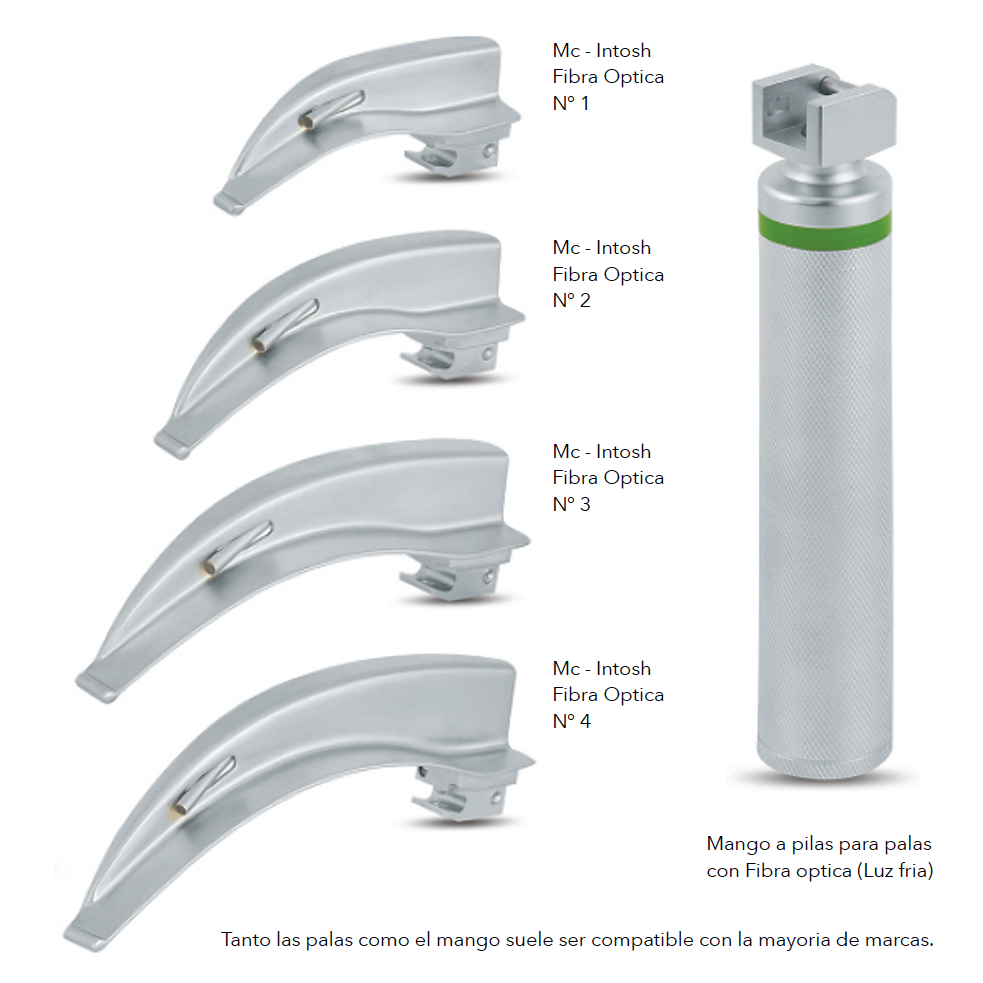 Mc - Intosh
Fibra Optica
Nº 1
Mc - Intosh
Fibra Optica
Nº 2
Mc - Intosh
Fibra Optica
Nº 3
Mc - Intosh
Fibra Optica
Nº 4
Mango a pilas para palas
con Fibra optica (Luz fria)
Tanto las palas como el mango suele ser compatible con la mayoria de marcas.